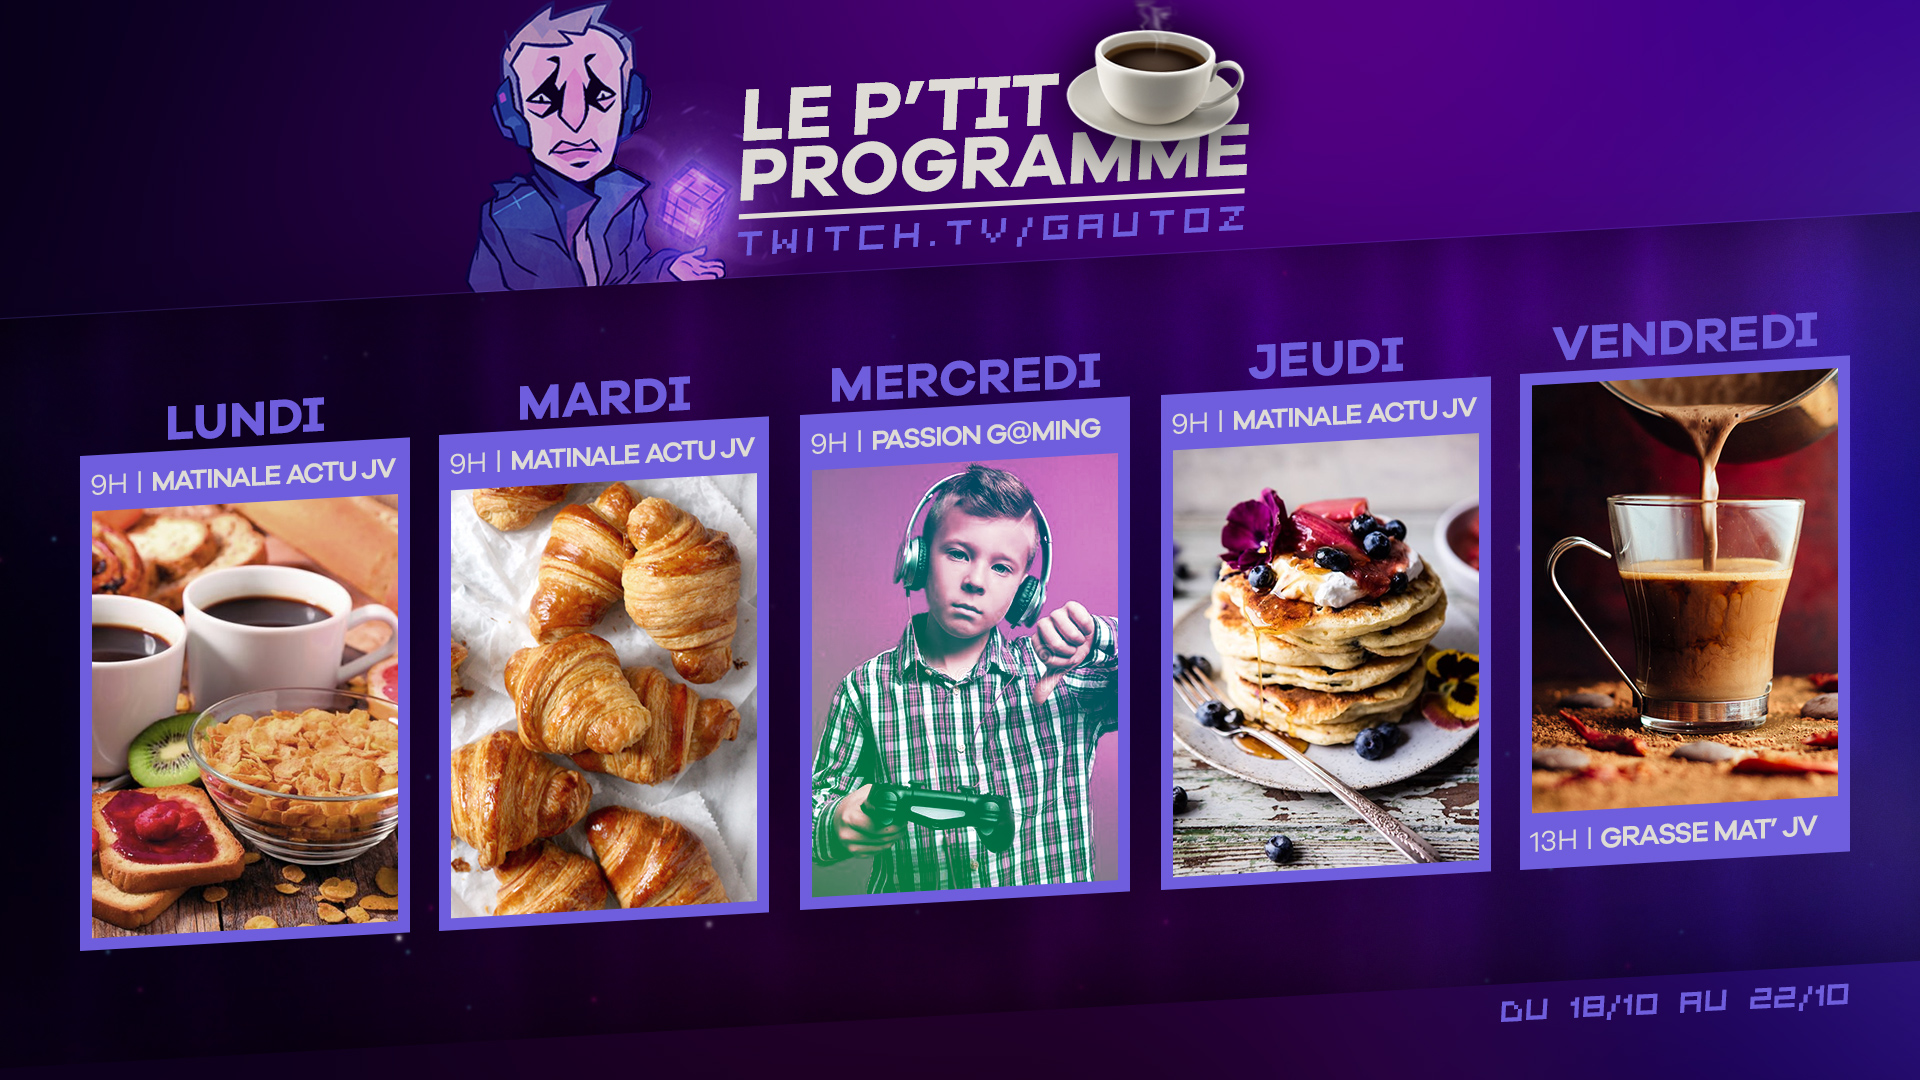 LE P'TIT
PROGRAMME
TWITCH.TV/GAUTOZ
LUNDI
9H | MATINALE ACTU JV
MARDI
9H | MATINALE ACTU JV
MERCREDI
9H | PASSION G@MING
JEUDI
9H | MATINALE ACTU JV
VENDREDI
13H | GRASSE MAT' JV
DU 18/10 AU 22/10